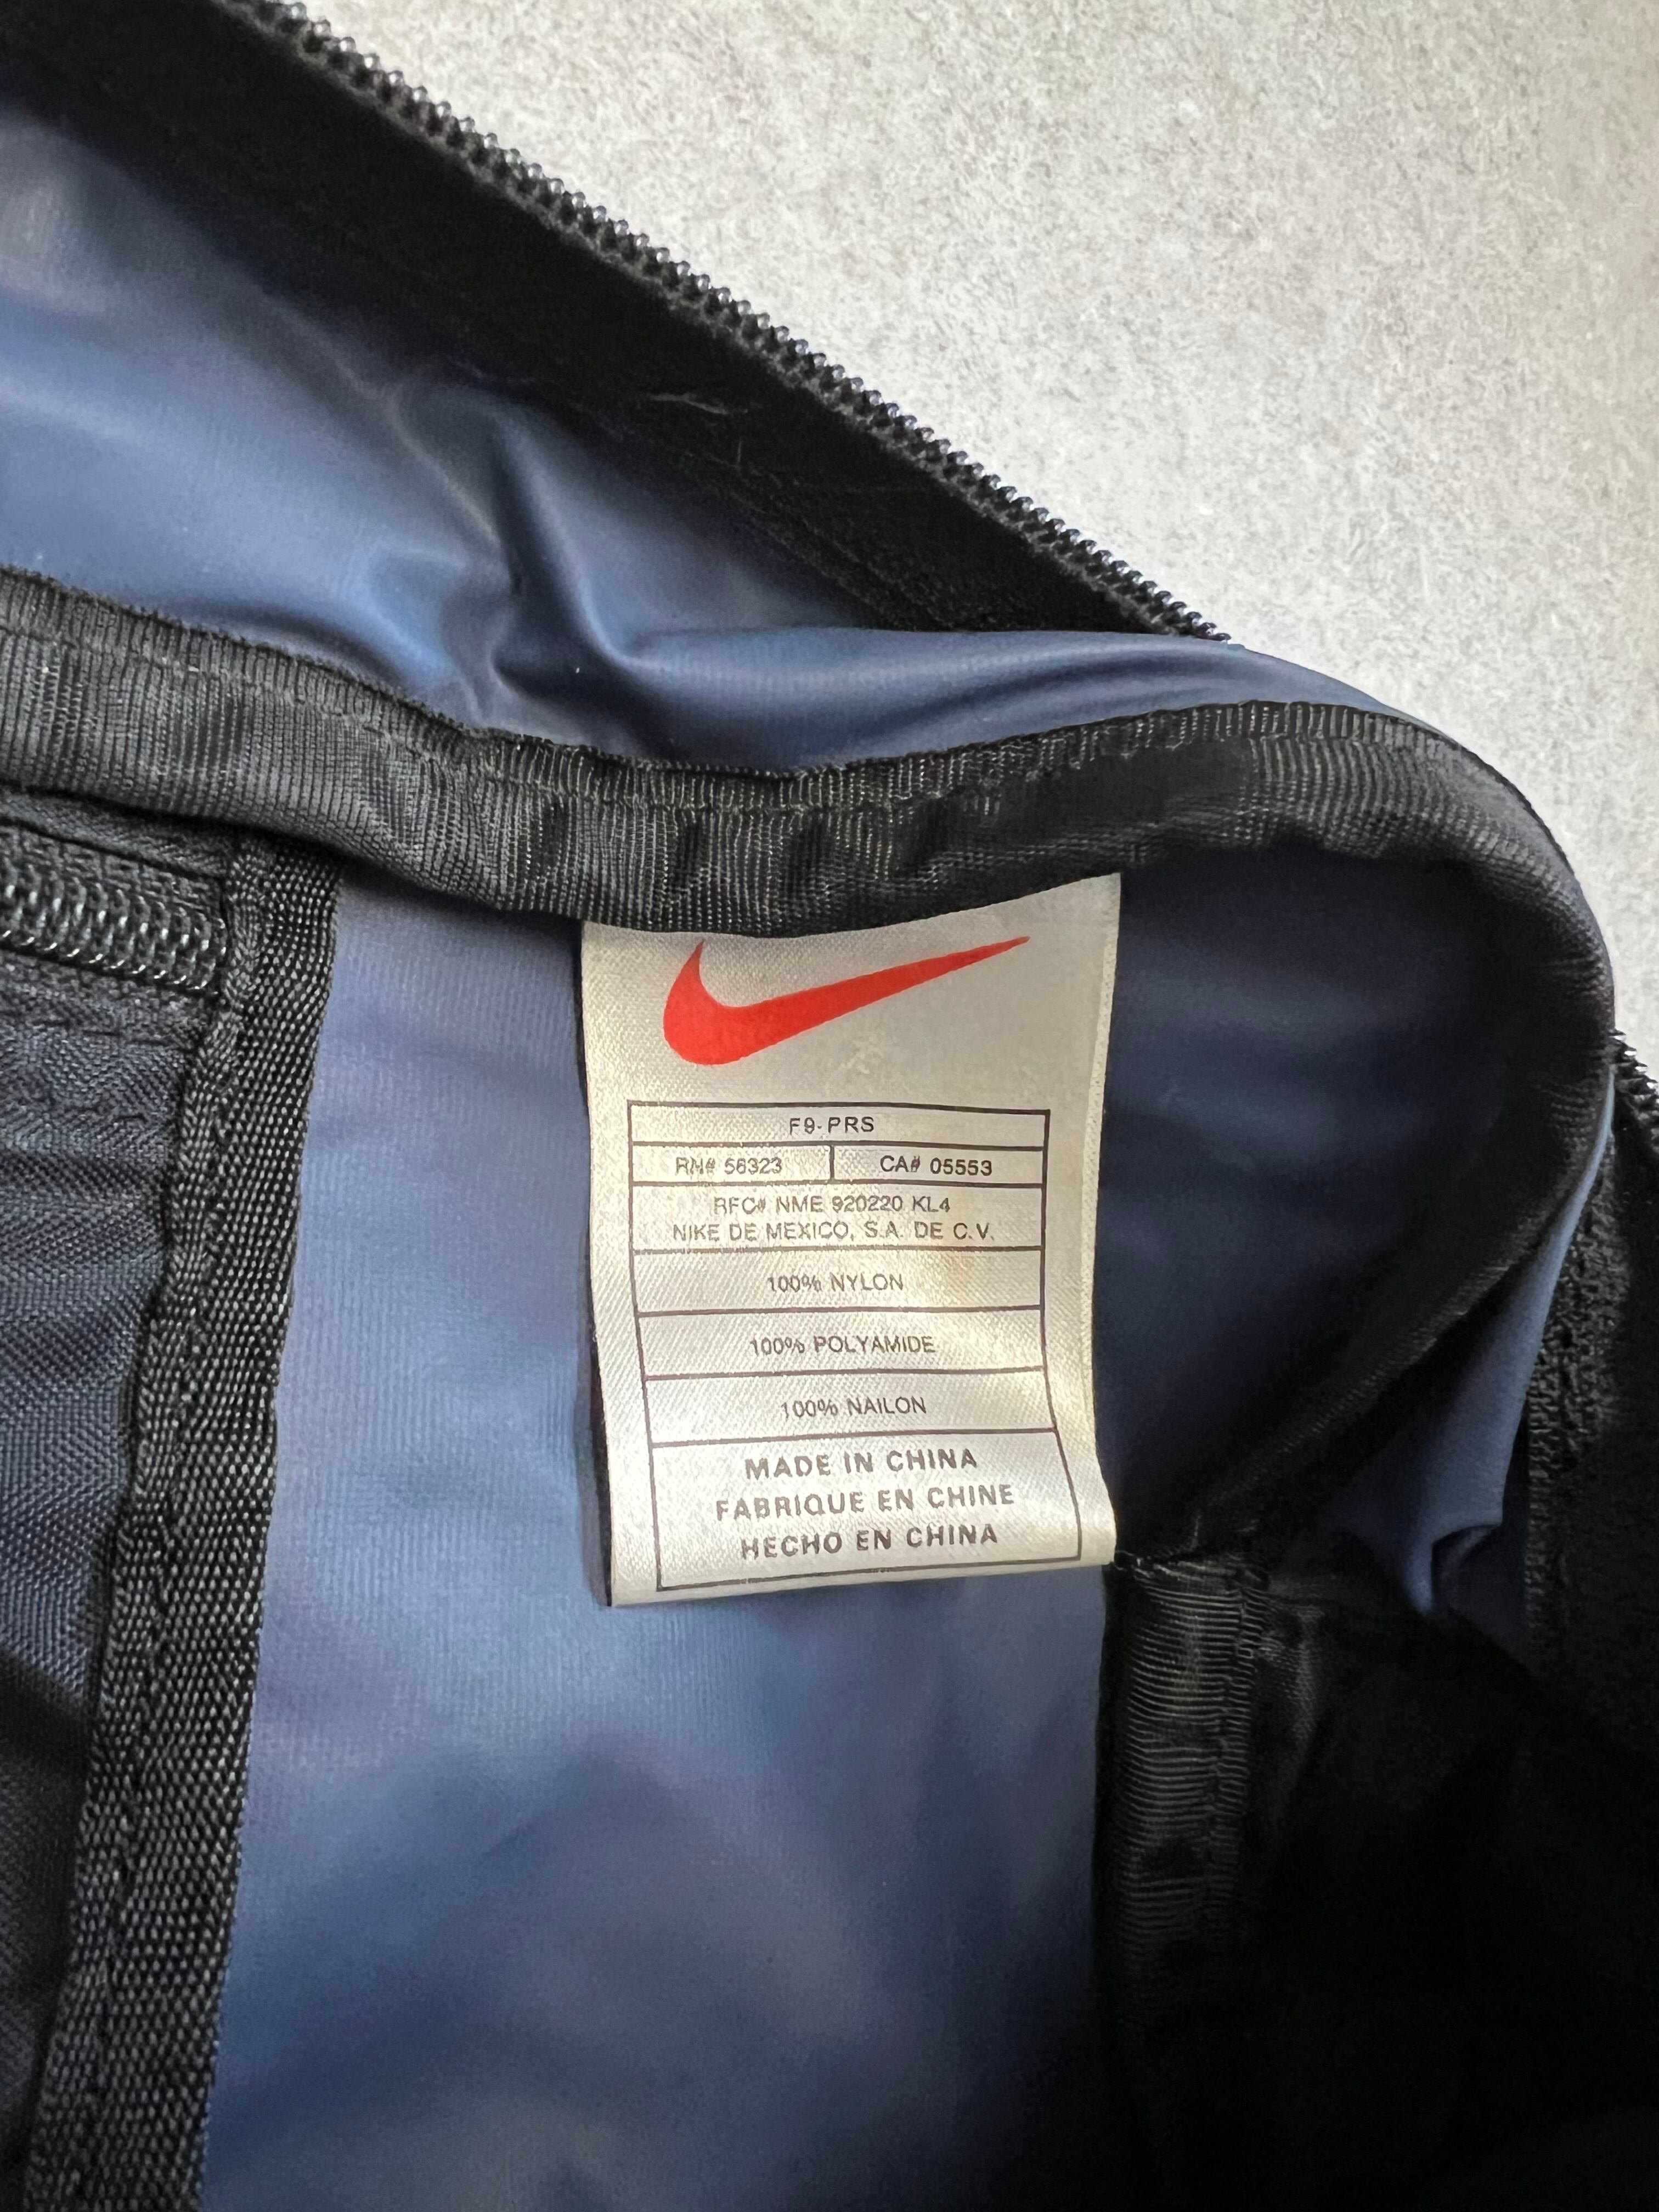 F9-PRS
RN# 56323 CA# 05553
RFC# NME 920220 KL4
NIKE DE MEXICO, S.A. DE C.V.
100% NYLON
100% POLYAMIDE
100% NAILON
MADE IN CHINA
FABRIQUE EN CHINE
HECHO EN CHINA